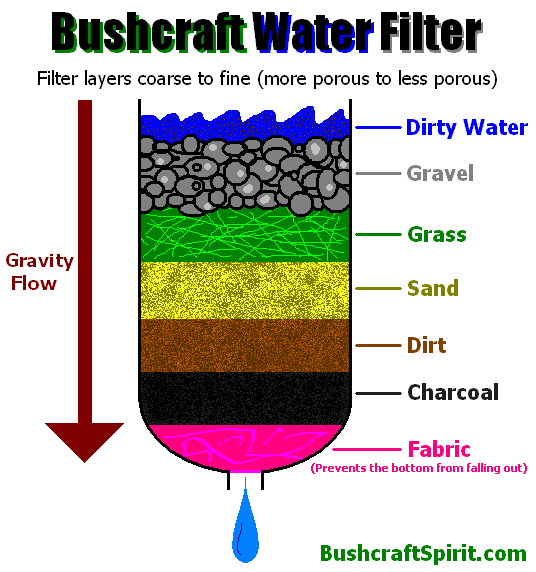 Bushcraft Water Filter
Filter layers coarse to fine (more porous to less porous)
Dirty Water
Gravel
Grass
Gravity
Flow
Sand
Dirt
Charcoal
Fabric
(Prevents the bottom from falling out)
BushcraftSpirit.com